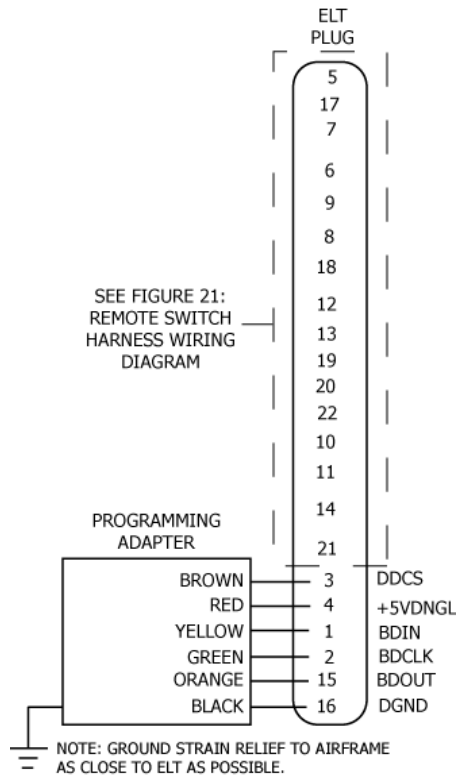 ELT
PLUG
5
17
7
6
9
8
18
12
13
19
20
22
10
11
14
21
SEE FIGURE 21:
REMOTE SWITCH
HARNESS WIRING
DIAGRAM
PROGRAMMING
ADAPTER
BROWN 3 DDCS
RED 4 +5VDNGL
YELLOW 1 BDIN
GREEN 2 BDCLK
ORANGE 15 BDOUT
BLACK 16 DGND
NOTE: GROUND STRAIN RELIEF TO AIRFRAME
AS CLOSE TO ELT AS POSSIBLE.